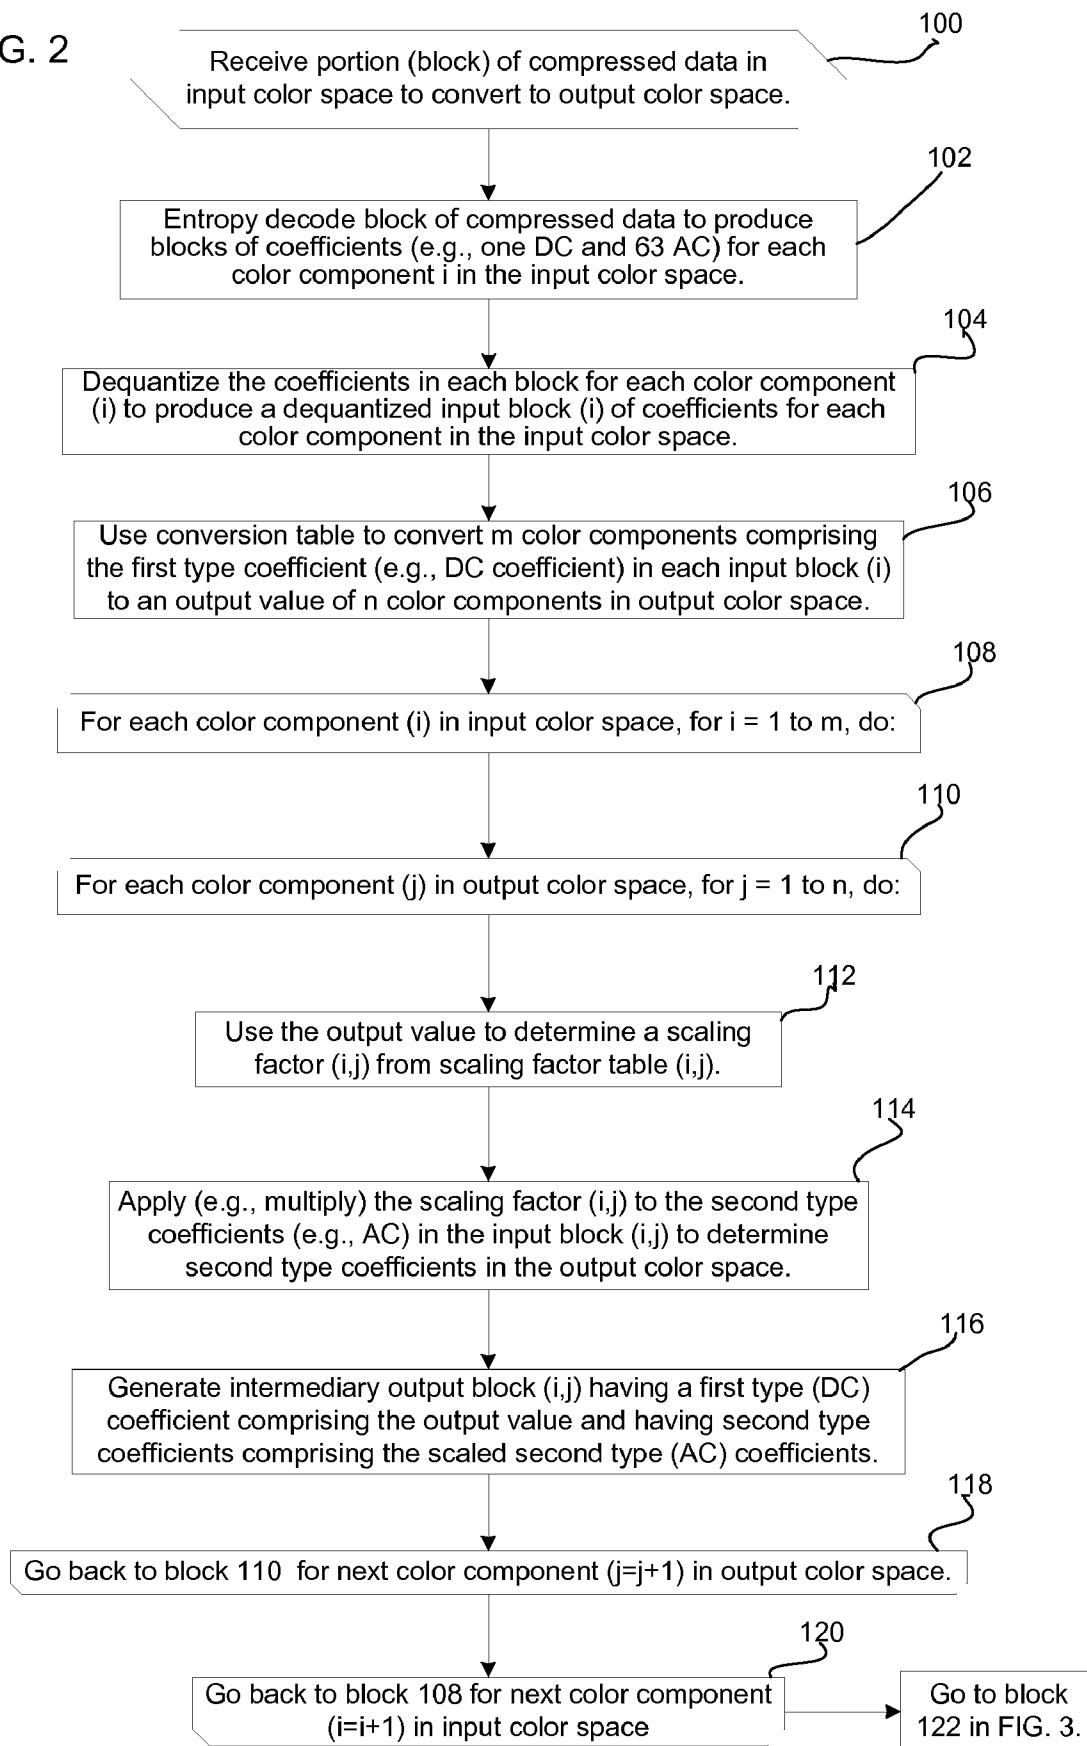 G. 2
100
Receive portion (block) of compressed data in
input color space to convert to output color space.
102
Entropy decode block of compressed data to produce
blocks of coefficients (e.g., one DC and 63 AC) for each
color component i in the input color space.
104
Dequantize the coefficients in each block for each color component
(i) to produce a dequantized input block (i) of coefficients for each
color component in the input color space.
106
Use conversion table to convert m color components comprising
the first type coefficient (e.g., DC coefficient) in each input block (i)
to an output value of n color components in output color space.
108
For each color component (i) in input color space, for i = 1 to m, do:
110
For each color component (j) in output color space, for j = 1 to n, do:
112
Use the output value to determine a scaling
factor (i,j) from scaling factor table (i,j).
114
Apply (e.g., multiply) the scaling factor (i,j) to the second type
coefficients (e.g., AC) in the input block (i,j) to determine
second type coefficients in the output color space.
116
Generate intermediary output block (i,j) having a first type (DC)
coefficient comprising the output value and having second type
coefficients comprising the scaled second type (AC) coefficients.
118
Go back to block 110 for next color component (j=j+1) in output color space.
120
Go back to block 108 for next color component
(i=i+1) in input color space
Go to block
122 in FIG. 3.